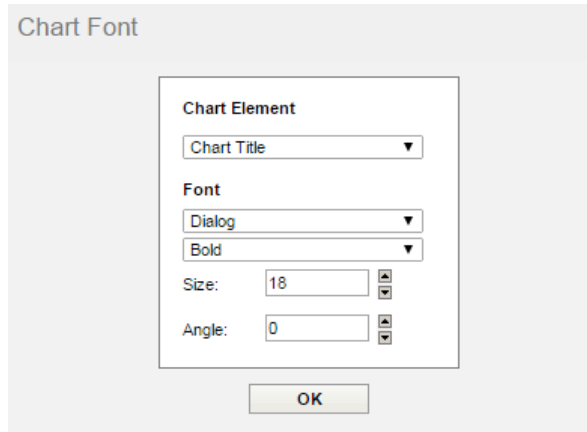 Chart Font
Chart Element
Chart Title
Font
Dialog
Bold
Size: 18
Angle: 0
OK